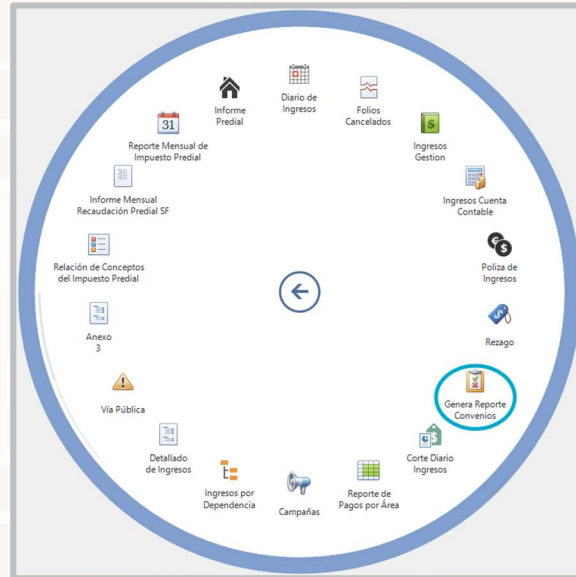 Diario de
Ingresos
Folios
Cancelados
Ingresos
Gestion
Ingresos Cuenta
Contable
Poliza de
Ingresos
Rezago
Genera Reporte
Convenios
Corte Diario
Ingresos
Reporte de
Pagos por Área
Campañas
Ingresos por
Dependencia
Detallado
de Ingresos
Vía Pública
Anexo
3
Relación de Conceptos
del Impuesto Predial
Informe Mensual
Recaudación Predial SF
31
Reporte Mensual de
Impuesto Predial
Informe
Predial